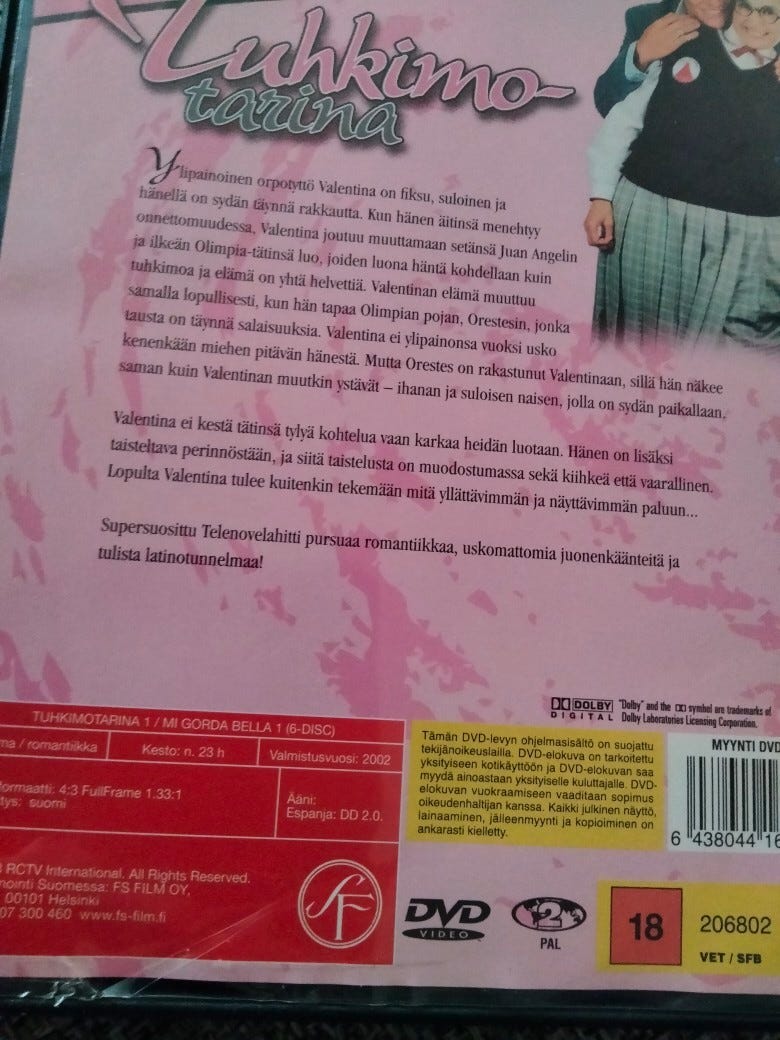 Tuhkimo-
tarina
Ylipainoinen orpotyttö Valentina on fiksu, suloinen ja
hänellä on sydän täynnä rakkautta. Kun hänen äitinsä menehtyy
onnettomuudessa, Valentina joutuu muuttamaan setänsä Juan Angelin
ja ilkeän Olimpia-tätinsä luo, joiden luona häntä kohdellaan kuin
tuhkimoa ja elämä on yhtä helvettiä. Valentinan elämä muuttuu
samalla lopullisesti, kun hän tapaa Olimpian pojan, Orestesin, jonka
tausta on täynnä salaisuuksia. Valentina ei ylipainonsa vuoksi usko
kenenkään miehen pitävän hänestä. Mutta Orestes on rakastunut Valentinaan, sillä hän näkee
saman kuin Valentinan muutkin ystävät – ihanan ja suloisen naisen, jolla on sydän paikallaan.
Valentina ei kestä tätinsä tylyä kohtelua vaan karkaa heidän luotaan. Hänen on lisäksi
taisteltava perinnöstään, ja siitä taistelusta on muodostumassa sekä kiihkeä että vaarallinen.
Lopulta Valentina tulee kuitenkin tekemään mitä yllättävimmän ja näyttävimmän paluun...
Supersuosittu Telenovelahitti pursuaa romantiikkaa, uskomattomia juonenkäänteitä ja
tulista latinotunnelmaa!
DOLBY
DIGITAL
"Dolby" and the symbol are trademarks of
Dolby Laboratories Licensing Corporation.
TUHKIMOTARINA 1 / MI GORDA BELLA 1 (6-DISC)
ma / romantiikka
Kesto: n. 23 h
Valmistusvuosi: 2002
ormaatti: 4:3 FullFrame 1.33:1
tys: suomi
Ääni:
Espanja: DD 2.0.
RCTV International. All Rights Reserved.
nointi Suomessa: FS FILM OY,
00101 Helsinki
07 300 460 www.fs-film.fi
SF
Tämän DVD-levyn ohjelmasisältö on suojattu
tekijänoikeuslailla. DVD-elokuva on tarkoitettu
yksityiseen kotikäyttöön ja DVD-elokuvan saa
myydä ainoastaan yksityiselle kuluttajalle. DVD-
elokuvan vuokraamiseen vaaditaan sopimus
oikeudenhaltijan kanssa. Kaikki julkinen näyttö,
lainaaminen, jälleenmyynti ja kopioiminen on
ankarasti kielletty.
MYYNTI DVD
6 438044 16
DVD
VIDEO
2
PAL
18
206802
VET / SFB